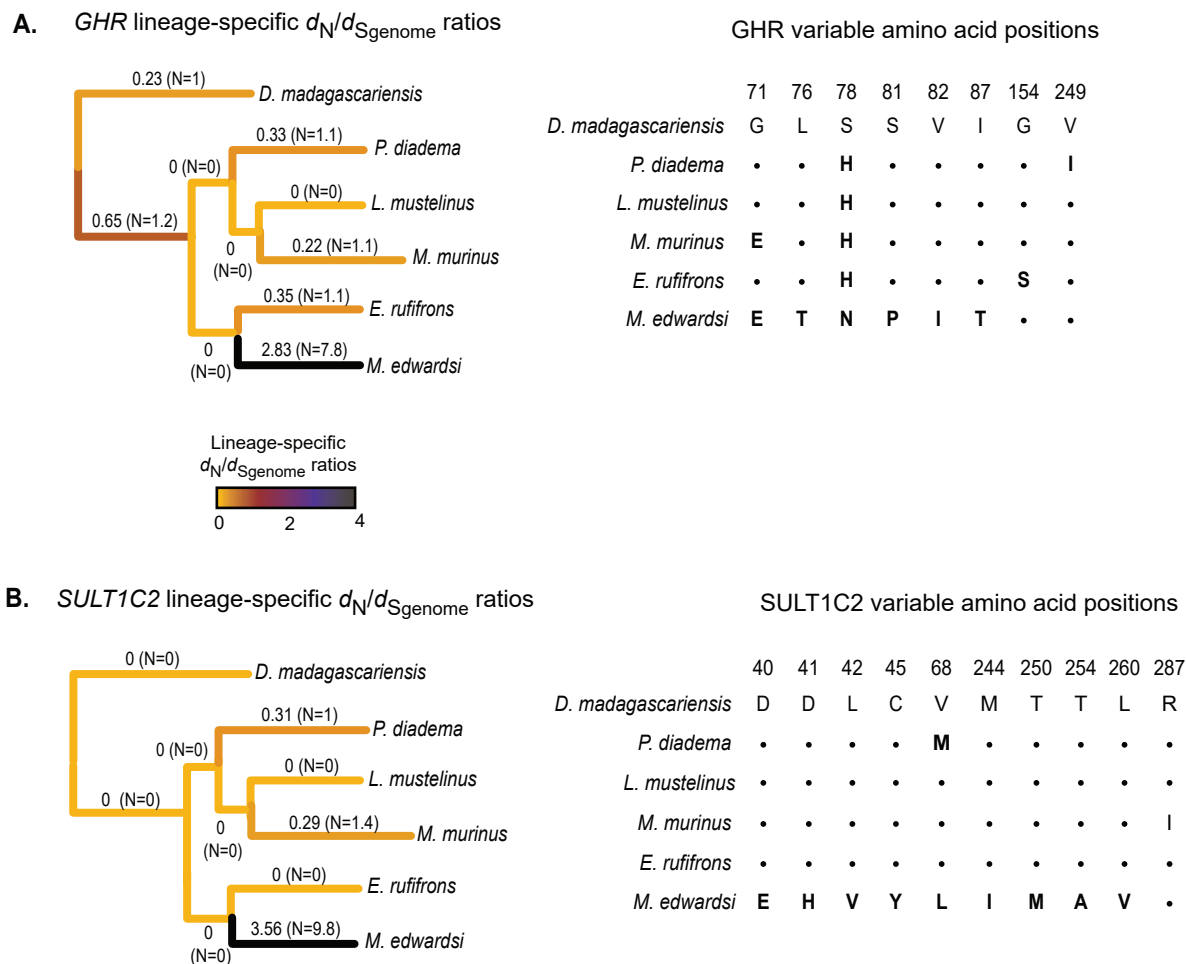 A. GHR lineage-specific dN/dSgenome ratios
GHR variable amino acid positions
0.23 (N=1)
D. madagascariensis
0.33 (N=1.1)
P. diadema
0 (N=0)
0 (N=0)
L. mustelinus
0.65 (N=1.2)
0
(N=0)
0.22 (N=1.1)
M. murinus
0.35 (N=1.1)
E. rufifrons
0
(N=0)
2.83 (N=7.8)
M. edwardsi
71 76 78 81 82 87 154 249
D. madagascariensis G L S S V I G V
P. diadema • • H • • • • I
L. mustelinus • • H • • • • •
M. murinus E • H • • • • •
E. rufifrons • • H • • • S •
M. edwardsi E T N P I T • •
Lineage-specific
dN/dSgenome ratios
0 2 4
B. SULT1C2 lineage-specific dN/dSgenome ratios
SULT1C2 variable amino acid positions
0 (N=0)
D. madagascariensis
0.31 (N=1)
P. diadema
0 (N=0)
0 (N=0)
L. mustelinus
0 (N=0)
0
(N=0)
0.29 (N=1.4)
M. murinus
0 (N=0)
E. rufifrons
0
(N=0)
3.56 (N=9.8)
M. edwardsi
40 41 42 45 68 244 250 254 260 287
D. madagascariensis D D L C V M T T L R
P. diadema • • • • M • • • • •
L. mustelinus • • • • • • • • • •
M. murinus • • • • • • • • • I
E. rufifrons • • • • • • • • • •
M. edwardsi E H V Y L I M A V •